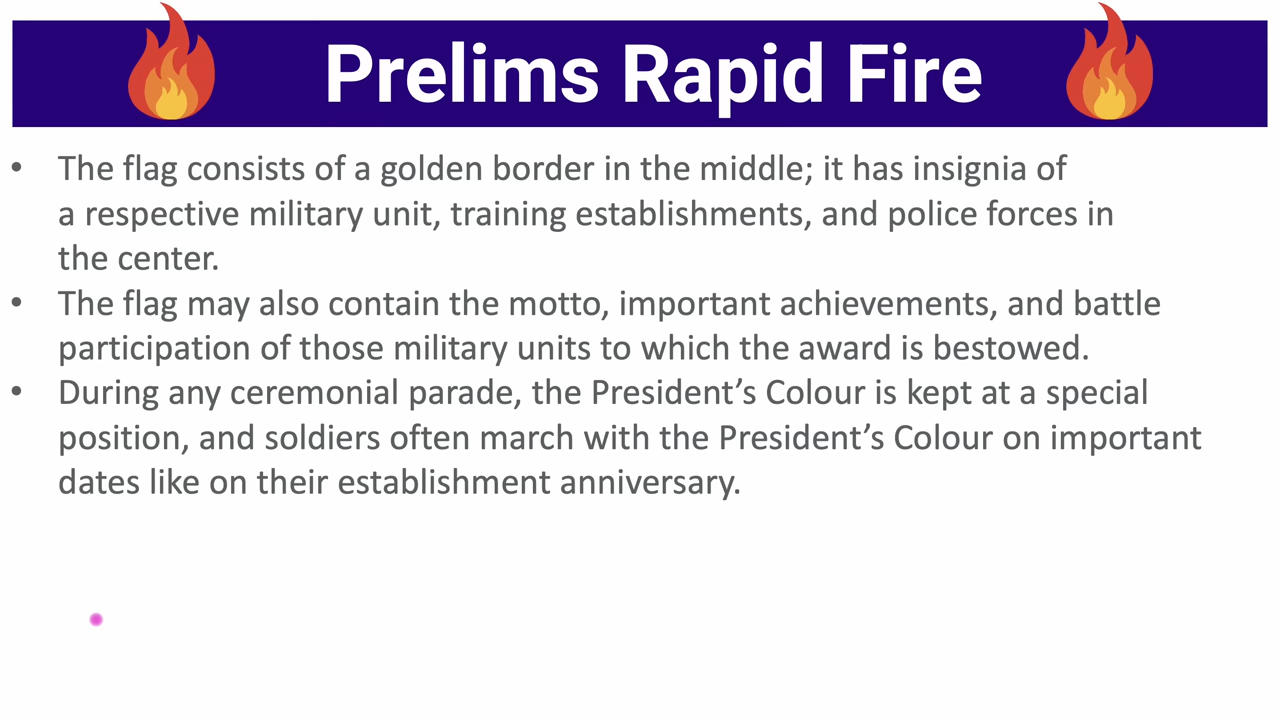 Prelims Rapid Fire
• The flag consists of a golden border in the middle; it has insignia of
a respective military unit, training establishments, and police forces in
the center.
• The flag may also contain the motto, important achievements, and battle
participation of those military units to which the award is bestowed.
• During any ceremonial parade, the President’s Colour is kept at a special
position, and soldiers often march with the President’s Colour on important
dates like on their establishment anniversary.